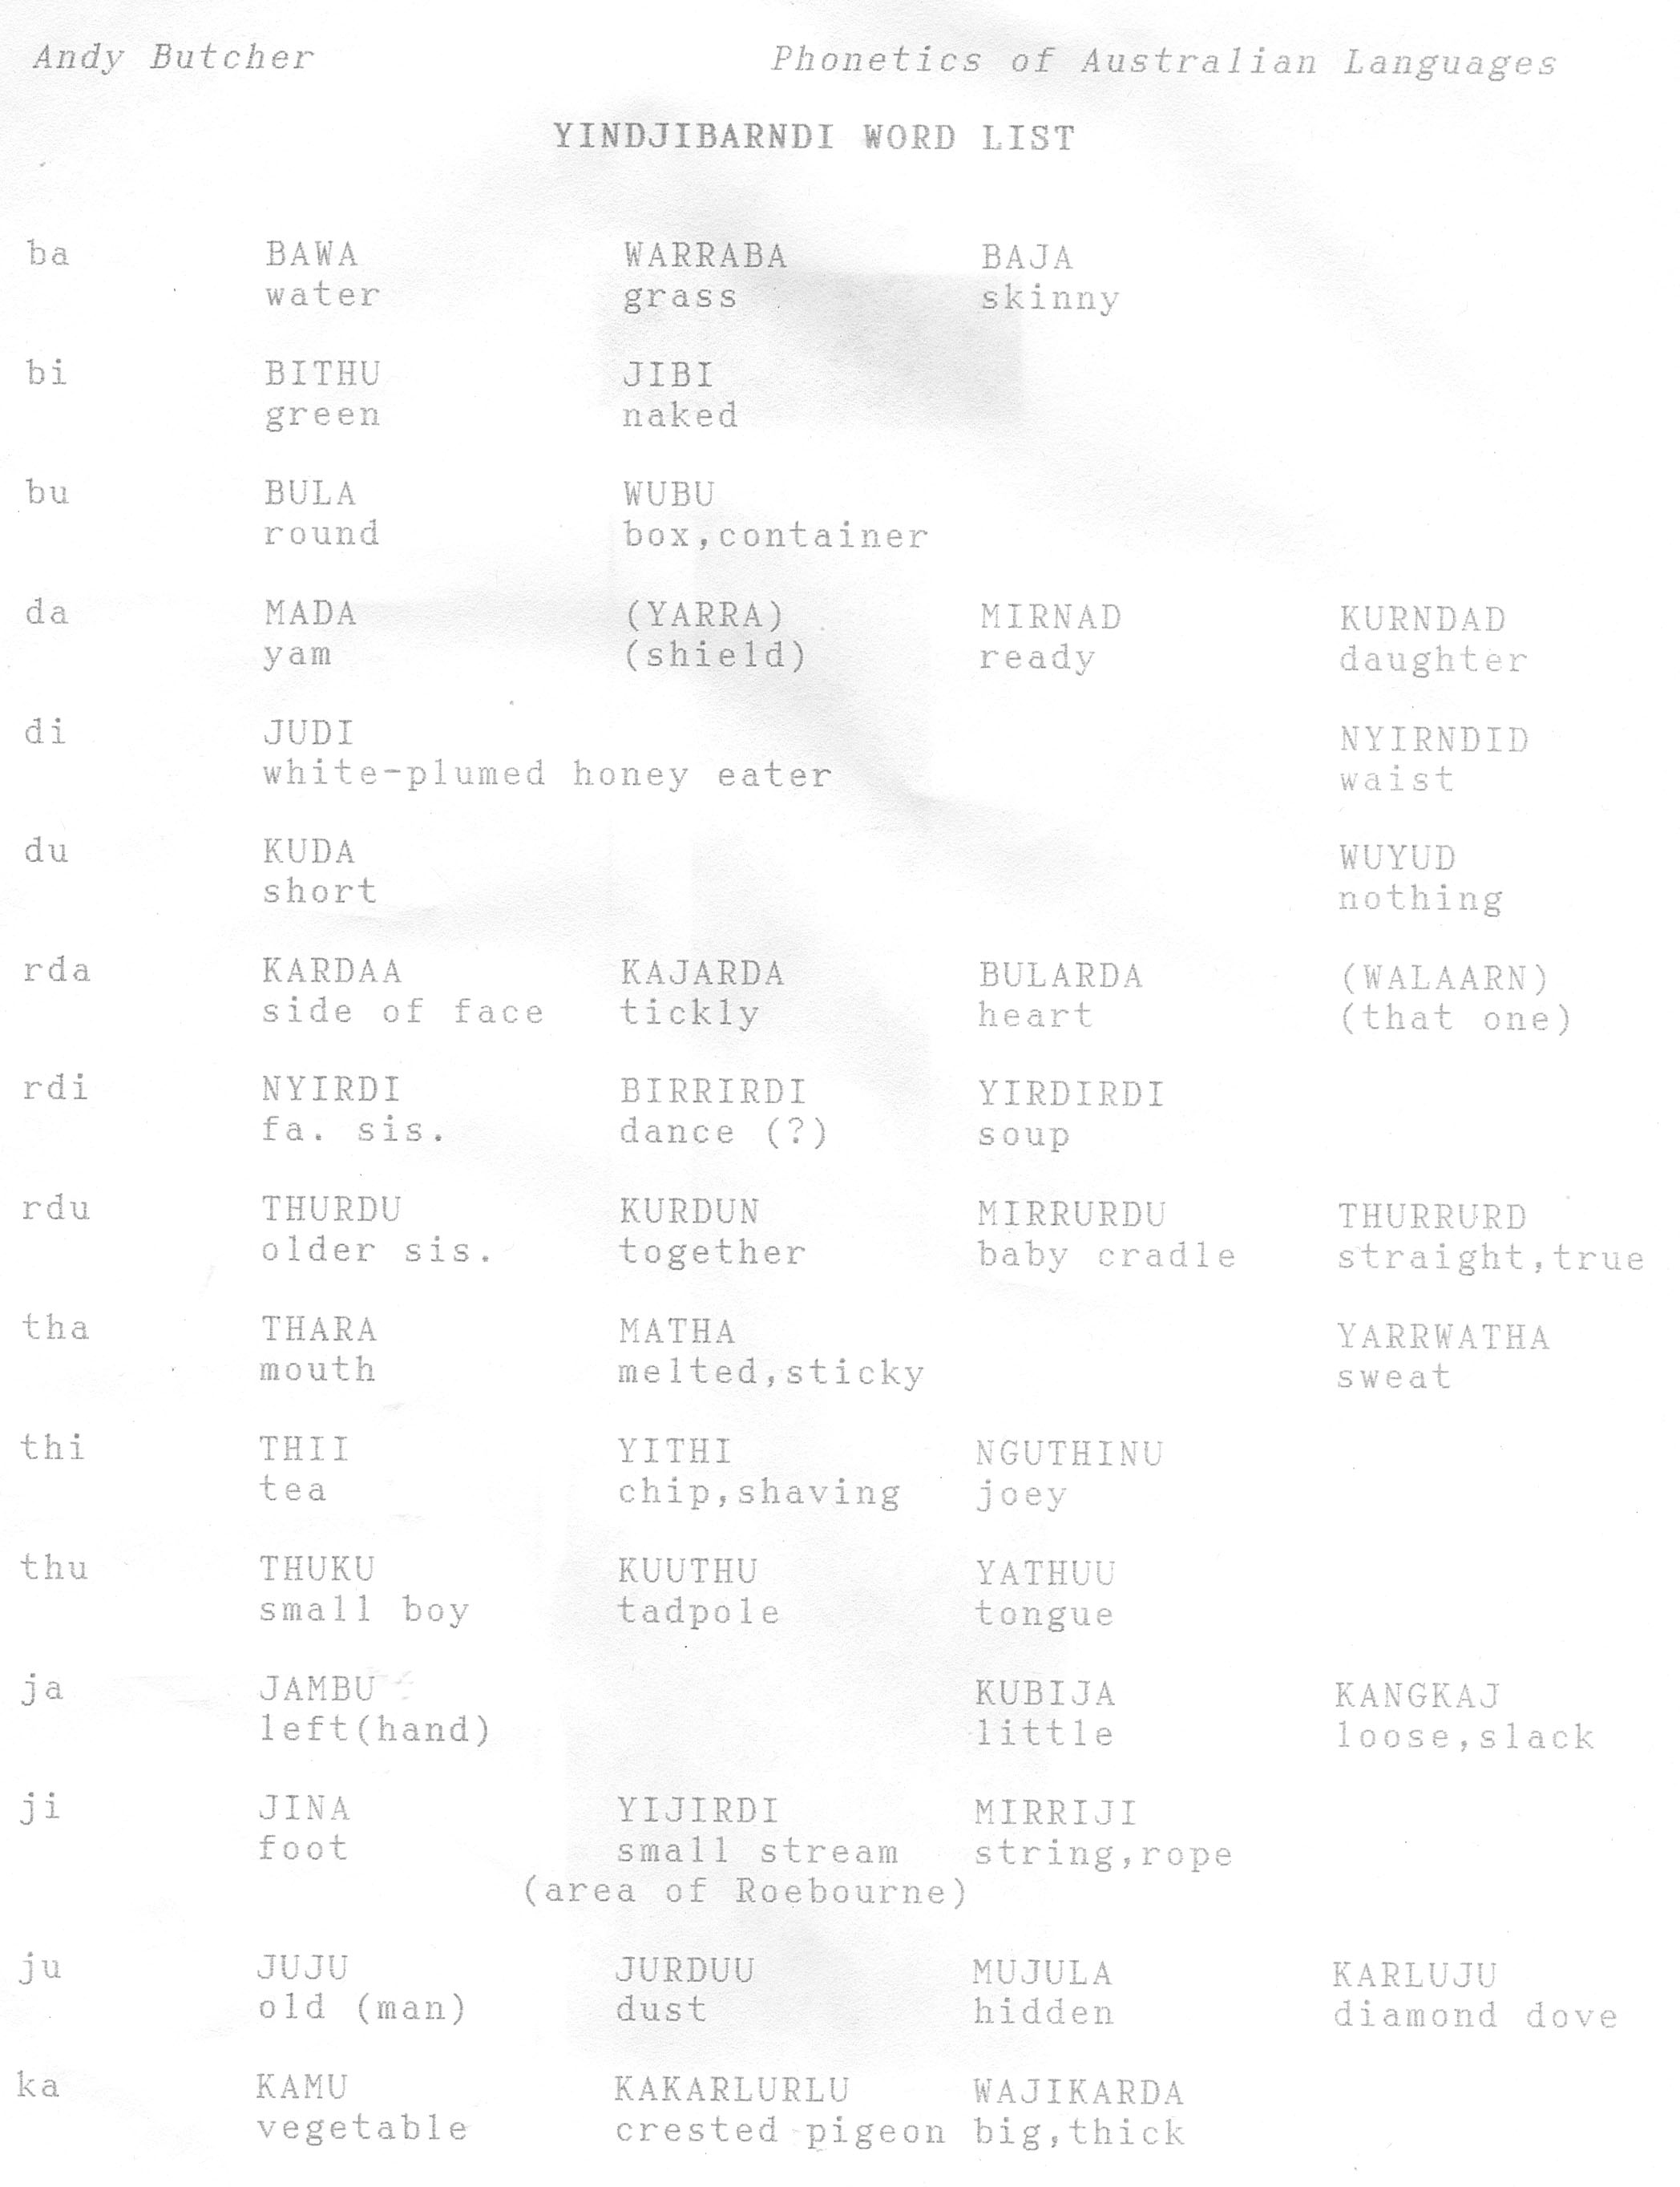 Andy Butcher Phonetics of Australian Languages
YINDJIBARNDI WORD LIST
ba BAWA WARRABA BAJA
water grass skinny
bi BITHU JIBI
green naked
bu BULA WUBU
round box,container
da MADA (YARRA) MIRNAD KURNDAD
yam (shield) ready daughter
di JUDI NYIRNDID
white-plumed honey eater waist
du KUDA WUYUD
short nothing
rda KARDAA KAJARDA BULARDA (WALAARN)
side of face tickly heart (that one)
rdi NYIRDI BIRRIRDI YIRDIRDI
fa. sis. dance (?) soup
rdu THURDU KURDUN MIRRURDU THURRURD
older sis. together baby cradle straight,true
tha THARA MATHA YARRWATHA
mouth melted,sticky sweat
thi THII YITHI NGUTHINU
tea chip,shaving joey
thu THUKU KUUTHU YATHUU
small boy tadpole tongue
ja JAMBU KUBIJA KANGKAJ
left(hand) little loose,slack
ji JINA YIJIRDI MIRRIJI
foot small stream string,rope
(area of Roebourne)
ju JUJU JURDUU MUJULA KARLUJU
old (man) dust hidden diamond dove
ka KAMU KAKARLURLU WAJIKARDA
vegetable crested pigeon big,thick